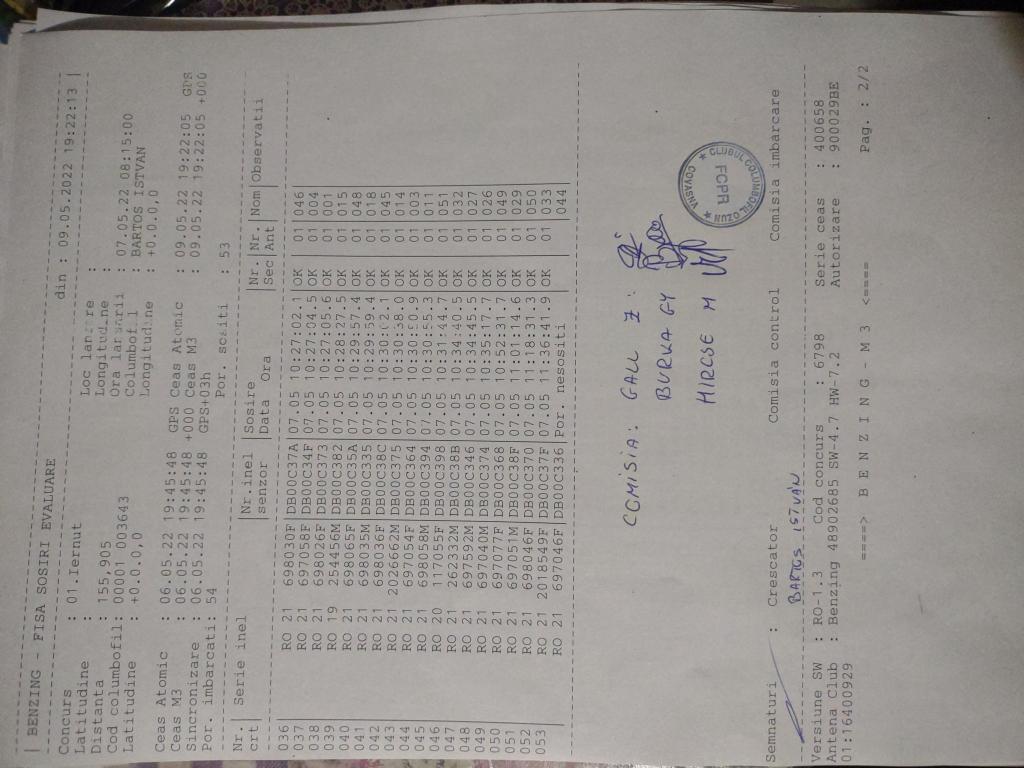 | BENZING - FISA SOSIRI EVALUARE din : 09.05.2022 19:22:13 |
Concurs : 01.Iernut Loc lansare :
Latitudine : Longitudine :
Distanta : 155,905 Ora lansarii : 07.05.22 08:15:00
Cod columbofil: 00001 003643 Columbofil : BARTOS ISTVAN
Latitudine : +0.0.0,0 Longitudine : +0.0.0,0
Ceas Atomic : 06.05.22 19:45:48 GPS Ceas Atomic : 09.05.22 19:22:05 GPS
Ceas M3 : 06.05.22 19:45:48 +000 Ceas M3 : 09.05.22 19:22:05 +000
Sincronizare : 06.05.22 19:45:48 GPS+03h
Por. imbarcati: 54 Por. sositi : 53
Nr.| Serie inel |Nr.inel |Sosire |Nr.|Nr.|Nom|Observatii
crt| |senzor |Data Ora |Sec|Ant|
036| RO 21 698030F|DB00C37A|07.05 10:27:02.1|OK |01 |046
037| RO 21 697058F|DB00C34F|07.05 10:27:04.5|OK |01 |004
038| RO 21 698026F|DB00C373|07.05 10:27:05.6|OK |01 |001
039| RO 19 254456M|DB00C382|07.05 10:28:27.5|OK |01 |015
040| RO 21 698065F|DB00C35A|07.05 10:29:57.4|OK |01 |048
041| RO 21 698035M|DB00C335|07.05 10:29:59.4|OK |01 |018
042| RO 21 698036F|DB00C38C|07.05 10:30:02.1|OK |01 |045
043| RO 21 2026662M|DB00C375|07.05 10:30:38.0|OK |01 |014
044| RO 21 697054F|DB00C364|07.05 10:30:50.9|OK |01 |003
045| RO 21 698058M|DB00C394|07.05 10:30:55.3|OK |01 |011
046| RO 20 117055F|DB00C398|07.05 10:31:44.7|OK |01 |051
047| RO 21 262332M|DB00C38B|07.05 10:34:40.5|OK |01 |032
048| RO 21 697592M|DB00C346|07.05 10:34:45.5|OK |01 |027
049| RO 21 697040M|DB00C374|07.05 10:35:17.7|OK |01 |026
050| RO 21 697077F|DB00C368|07.05 10:52:31.7|OK |01 |049
051| RO 21 697051M|DB00C38F|07.05 11:01:14.6|OK |01 |029
052| RO 21 698046F|DB00C370|07.05 11:18:31.3|OK |01 |050
053| RO 21 2018549F|DB00C37F|07.05 11:36:41.9|OK |01 |033
RO 21 697046F|DB00C336|Por. nesositi 044
COMISIA: GALL Z:
BURKA GY
MIRCSE M
CLUBUL COLUMBOFIL OZUN ★ COVASNA ★
FCPR
Semnaturi : Crescator Comisia control Comisia imbarcare
BARTOS ISTVÁN
Versiune SW : RO-1.3 Cod concurs : 6798 Serie ceas : 400658
Antena Club : Benzing 48902685 SW-4.7 HW-7.2 Autorizare : 900029BE
01:16400929
====> B E N Z I N G - M 3 <==== Pag. : 2/2